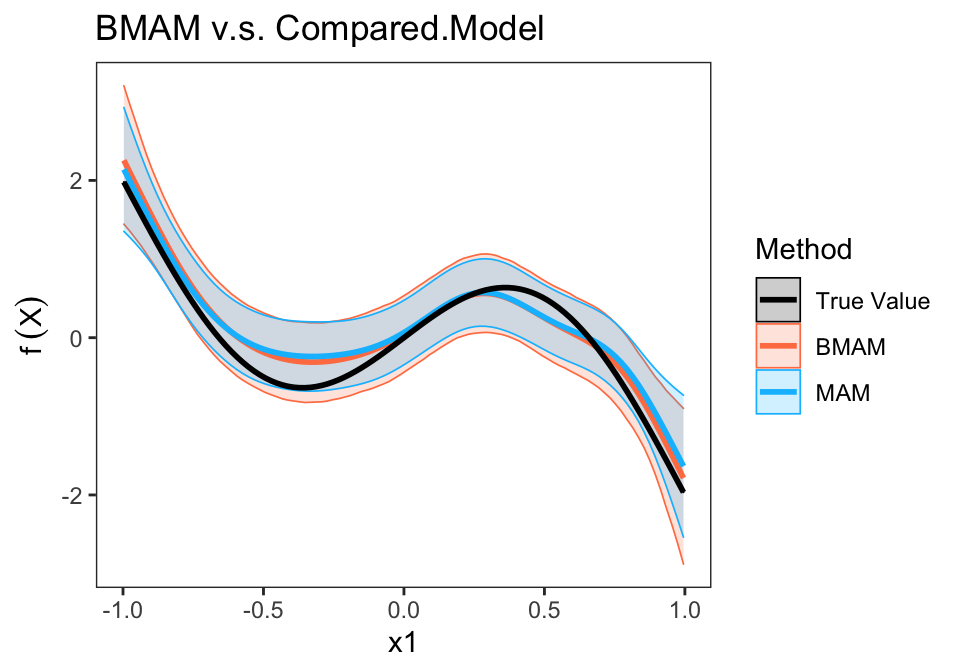 BMAM v.s. Compared.Model
f (x)
2
0
-2
-1.0
-0.5
0.0
0.5
1.0
x1
Method
True Value
BMAM
MAM